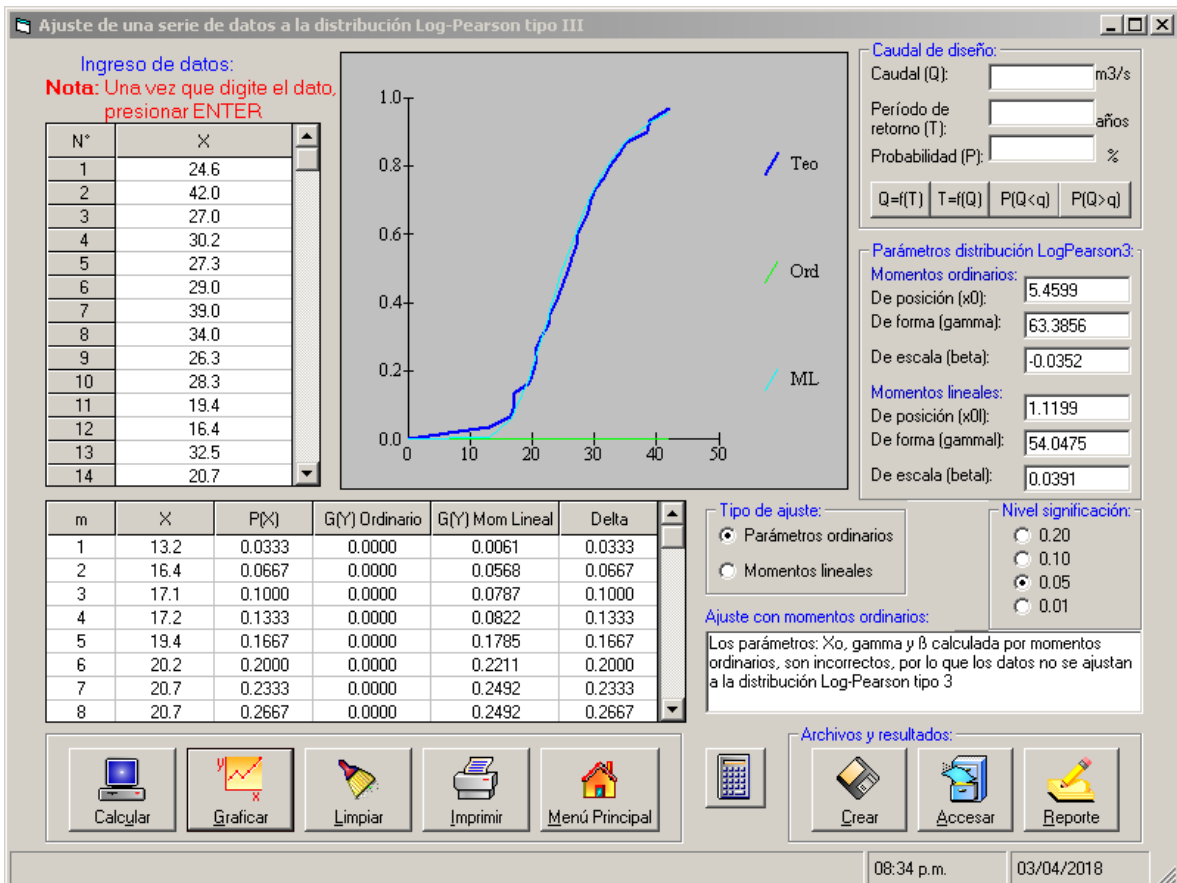 Ajuste de una serie de datos a la distribución Log-Pearson tipo III
Ingreso de datos:
Nota: Una vez que digite el dato,
presionar ENTER
N° X
1 24.6
2 42.0
3 27.0
4 30.2
5 27.3
6 29.0
7 39.0
8 34.0
9 26.3
10 28.3
11 19.4
12 16.4
13 32.5
14 20.7
1.0
0.8
0.6
0.4
0.2
0.0
0 10 20 30 40 50
Teo
Ord
ML
Caudal de diseño:
Caudal (Q): m3/s
Período de
retorno (T): años
Probabilidad (P): %
Q=f(T) T=f(Q) P(Q<q) P(Q>q)
Parámetros distribución LogPearson3:
Momentos ordinarios:
De posición (x0): 5.4599
De forma (gamma): 63.3856
De escala (beta): -0.0352
Momentos lineales:
De posición (x0l): 1.1199
De forma (gammal): 54.0475
De escala (betal): 0.0391
m X P(X) G(Y) Ordinario G(Y) Mom Lineal Delta
1 13.2 0.0333 0.0000 0.0061 0.0333
2 16.4 0.0667 0.0000 0.0568 0.0667
3 17.1 0.1000 0.0000 0.0787 0.1000
4 17.2 0.1333 0.0000 0.0822 0.1333
5 19.4 0.1667 0.0000 0.1785 0.1667
6 20.2 0.2000 0.0000 0.2211 0.2000
7 20.7 0.2333 0.0000 0.2492 0.2333
8 20.7 0.2667 0.0000 0.2492 0.2667
Tipo de ajuste:
Parámetros ordinarios
Momentos lineales
Nivel significación:
0.20
0.10
0.05
0.01
Ajuste con momentos ordinarios:
Los parámetros: Xo, gamma y ß calculada por momentos
ordinarios, son incorrectos, por lo que los datos no se ajustan
a la distribución Log-Pearson tipo 3
Calcular Graficar Limpiar Imprimir Menú Principal
y
x
Archivos y resultados:
Crear Accesar Reporte
08:34 p.m. 03/04/2018